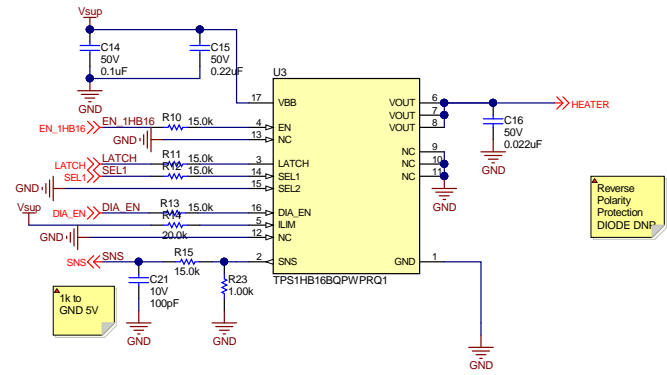 Vsup
C14
50V
0.1uF
C15
50V
0.22uF
GND
U3
17 VBB
VOUT 6
VOUT 7
VOUT 8
HEATER
C16
50V
0.022uF
GND
EN_1HB16 EN_1HB16 R10 15.0k 4 EN
GND 13 NC
NC 9
NC 10
NC 11
GND
LATCH LATCH R11 15.0k 3 LATCH
SEL1 SEL1 R12 15.0k 14 SEL1
GND 15 SEL2
Vsup
DIA_EN DIA_EN R13 15.0k 16 DIA_EN
R14 20.0k 5 ILIM
GND 12 NC
SNS SNS R15 15.0k 2 SNS
GND 1
TPS1HB16BQPWPRQ1
C21
10V
100pF
GND
R23
1.00k
GND
GND
1k to
GND 5V
Reverse
Polarity
Protection
DIODE DNP